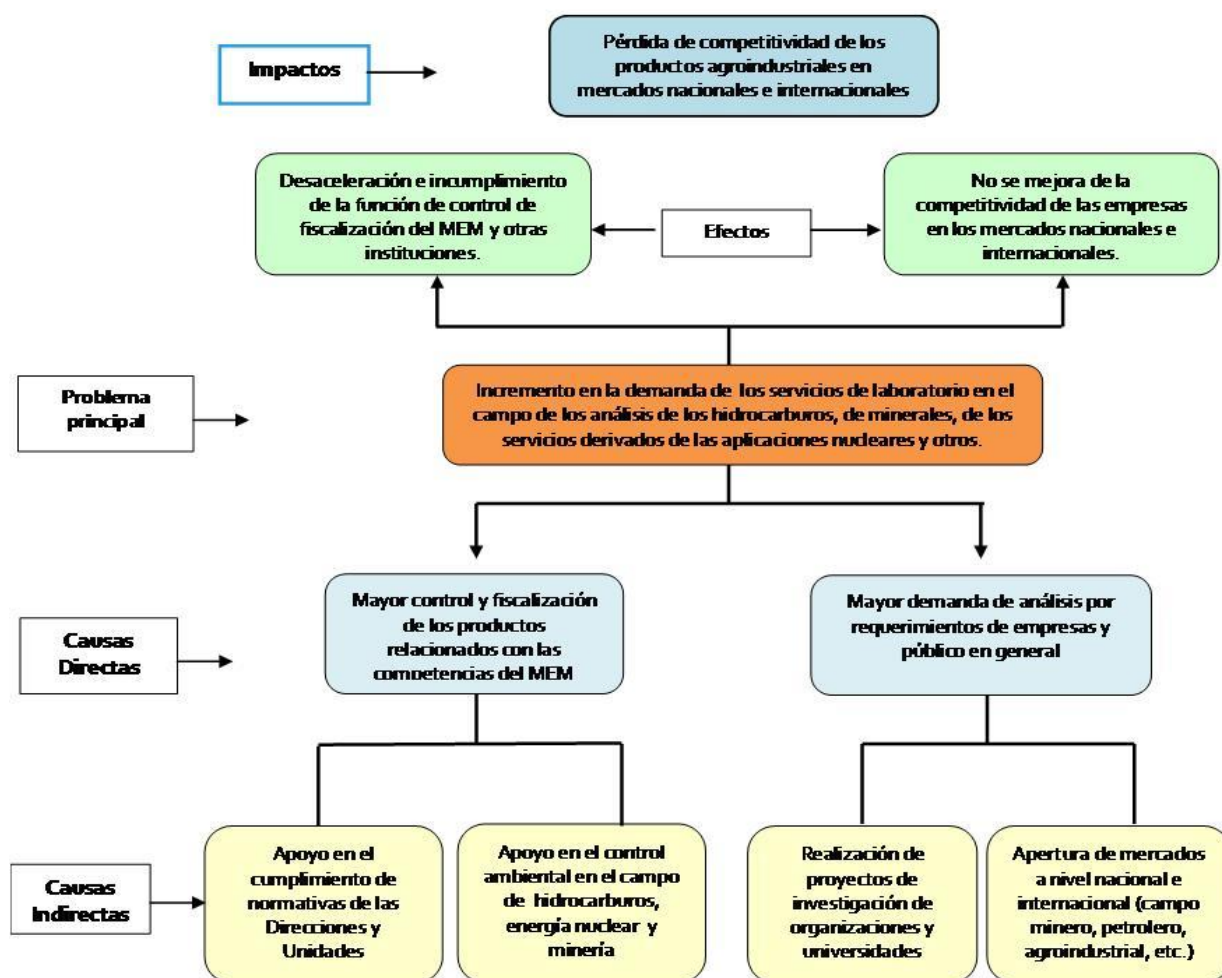 Impactos
Pérdida de competitividad de los
productos agroindustriales en
mercados nacionales e internacionales
Desaceleración e incumplimiento
de la función de control de
fiscalización del MEM y otras
instituciones.
Efectos
No se mejora de la
competitividad de las empresas
en los mercados nacionales e
internacionales.
Problema
principal
Incremento en la demanda de los servicios de laboratorio en el
campo de los análisis de los hidrocarburos, de minerales, de los
servicios derivados de las aplicaciones nucleares y otros.
Causas
Directas
Mayor control y fiscalización
de los productos
relacionados con las
competencias del MEM
Mayor demanda de análisis por
requerimientos de empresas y
público en general
Causas
Indirectas
Apoyo en el
cumplimiento de
normativas de las
Direcciones y
Unidades
Apoyo en el control
ambiental en el campo
de hidrocarburos,
energía nuclear y
minería
Realización de
proyectos de
investigación de
organizaciones y
universidades
Apertura de mercados
a nivel nacional e
internacional (campo
minero, petrolero,
agroindustrial, etc.)